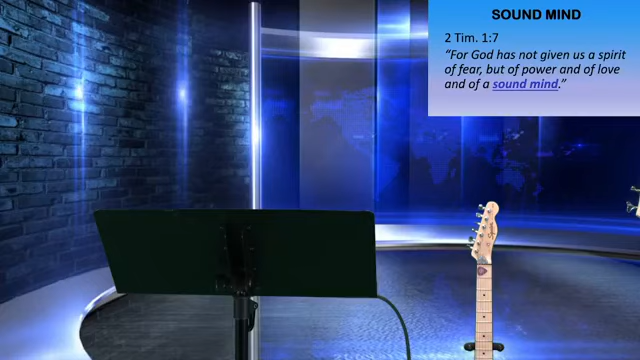 SOUND MIND
2 Tim. 1:7
“For God has not given us a spirit
of fear, but of power and of love
and of a sound mind.”